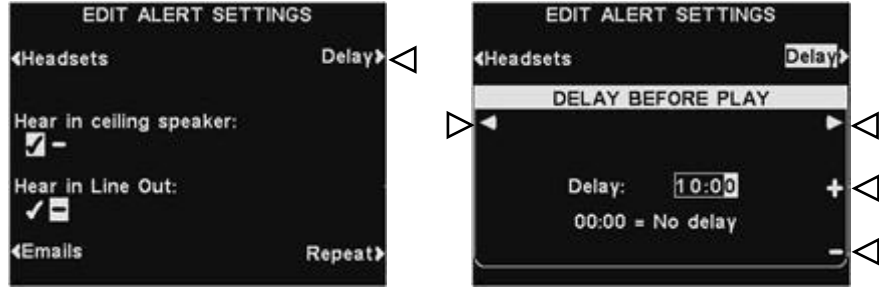 EDIT ALERT SETTINGS
Headsets Delay
Hear in ceiling speaker:
Hear in Line Out:
Emails Repeat
EDIT ALERT SETTINGS
Headsets Delay
DELAY BEFORE PLAY
Delay: 10:00
00:00 = No delay